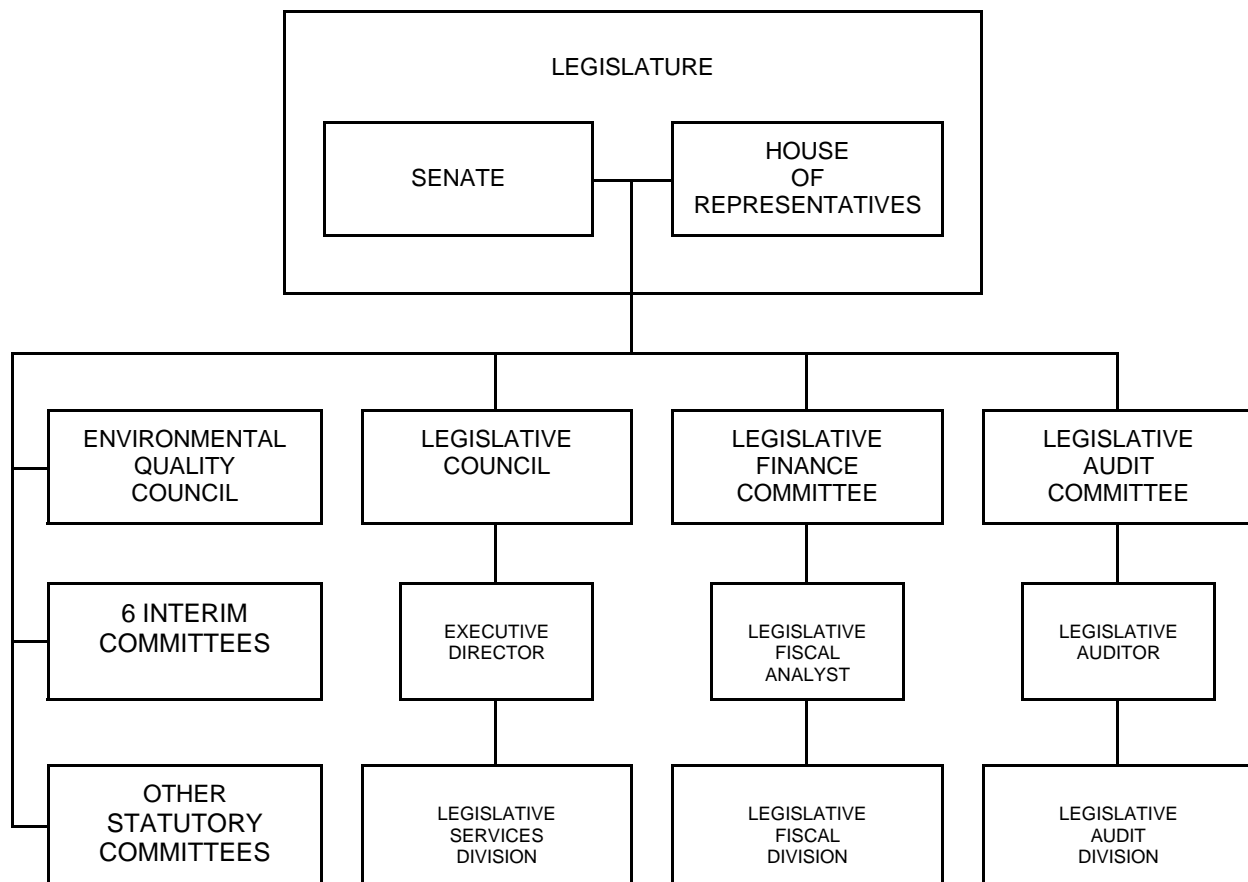 LEGISLATURE
SENATE
HOUSE
OF
REPRESENTATIVES
ENVIRONMENTAL
QUALITY
COUNCIL
LEGISLATIVE
COUNCIL
LEGISLATIVE
FINANCE
COMMITTEE
LEGISLATIVE
AUDIT
COMMITTEE
6 INTERIM
COMMITTEES
EXECUTIVE
DIRECTOR
LEGISLATIVE
FISCAL
ANALYST
LEGISLATIVE
AUDITOR
OTHER
STATUTORY
COMMITTEES
LEGISLATIVE
SERVICES
DIVISION
LEGISLATIVE
FISCAL
DIVISION
LEGISLATIVE
AUDIT
DIVISION